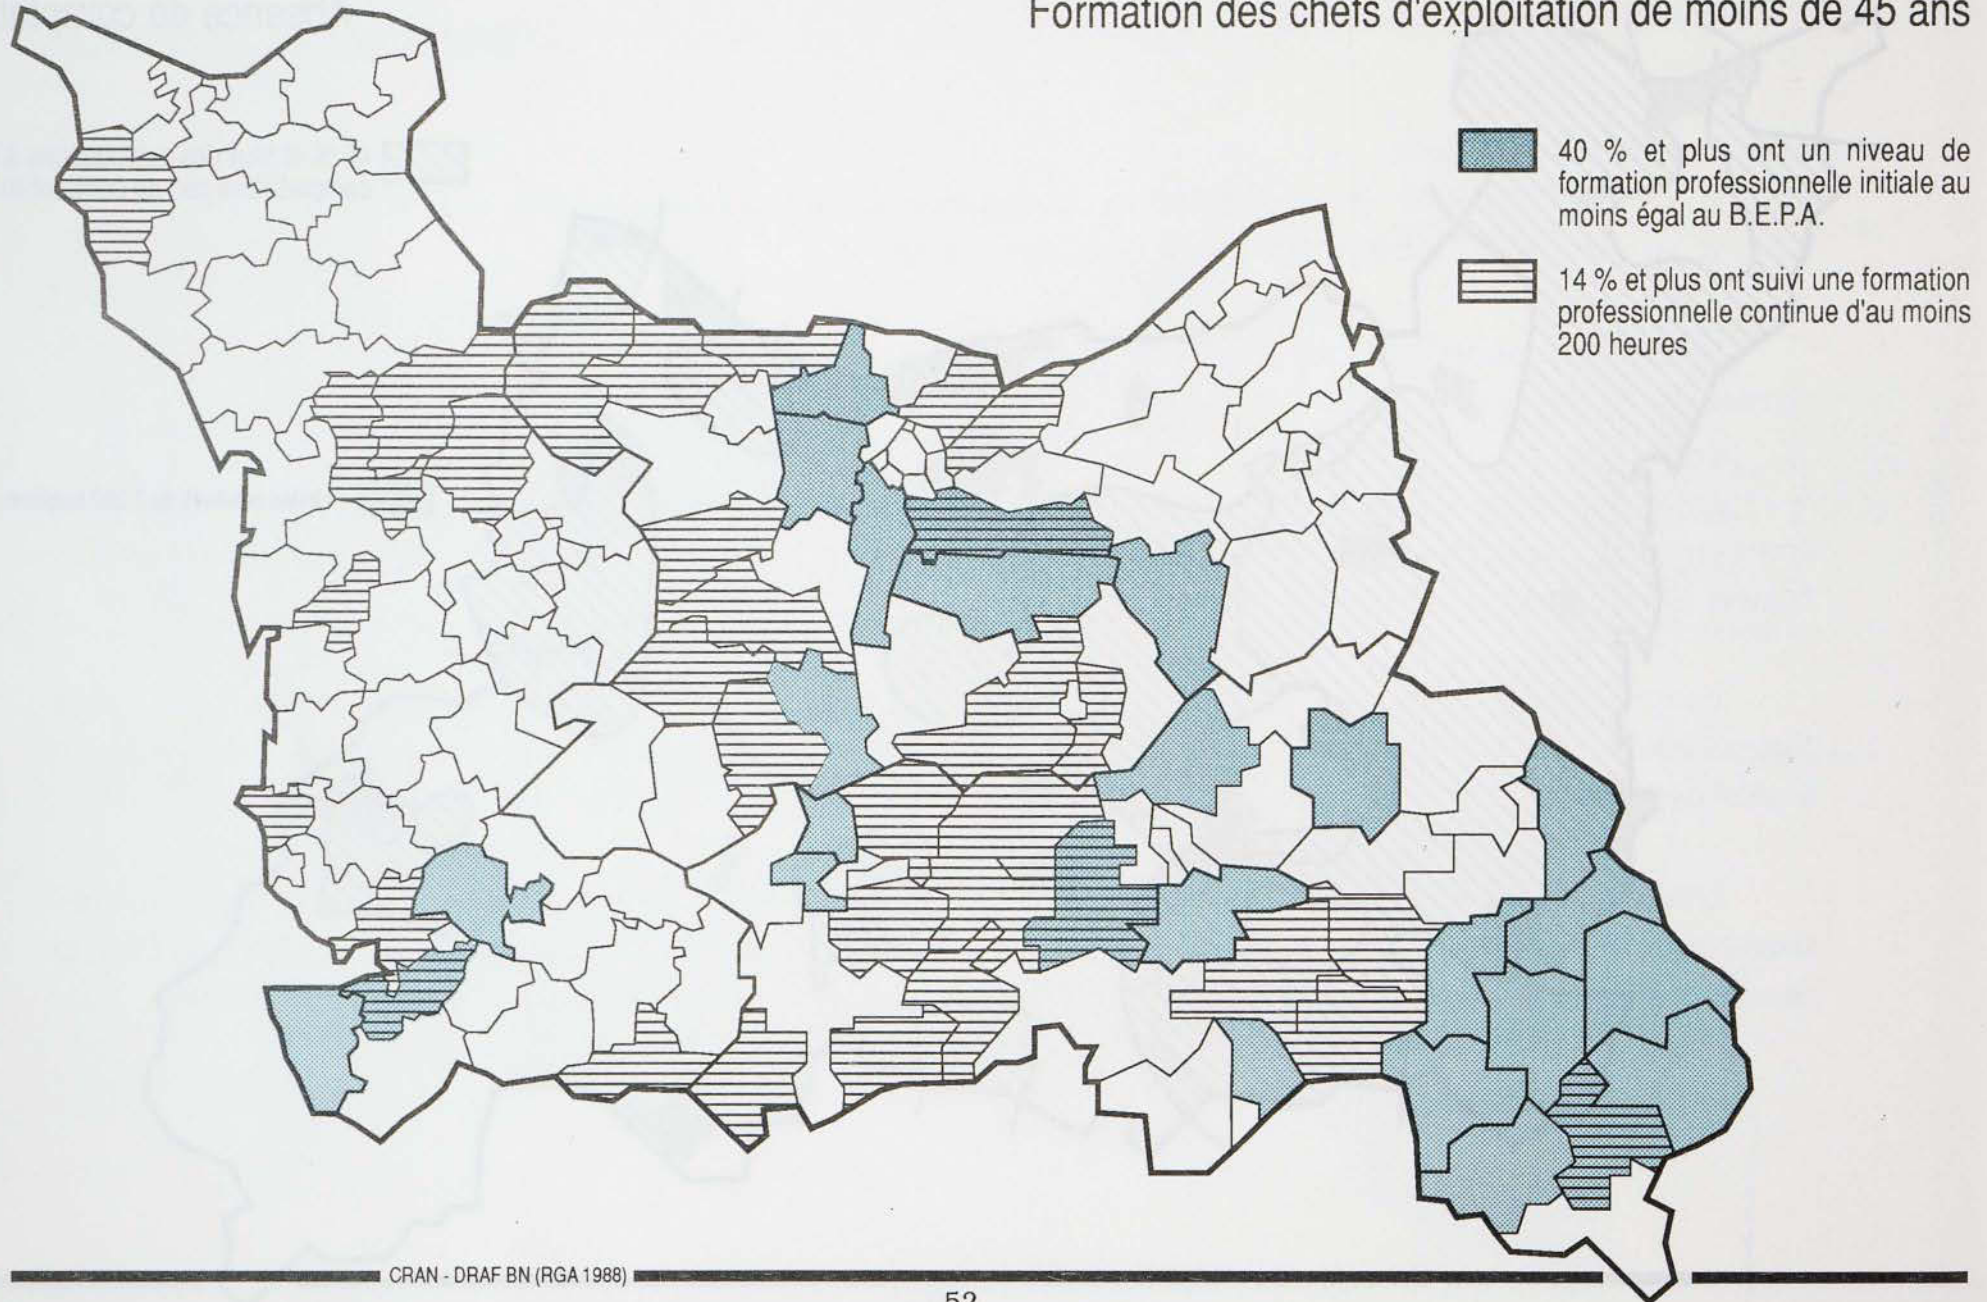 Formation des chefs d'exploitation de moins de 45 ans
40 % et plus ont un niveau de
formation professionnelle initiale au
moins égal au B.E.P.A.
14 % et plus ont suivi une formation
professionnelle continue d'au moins
200 heures
CRAN - DRAF BN (RGA 1988)
52